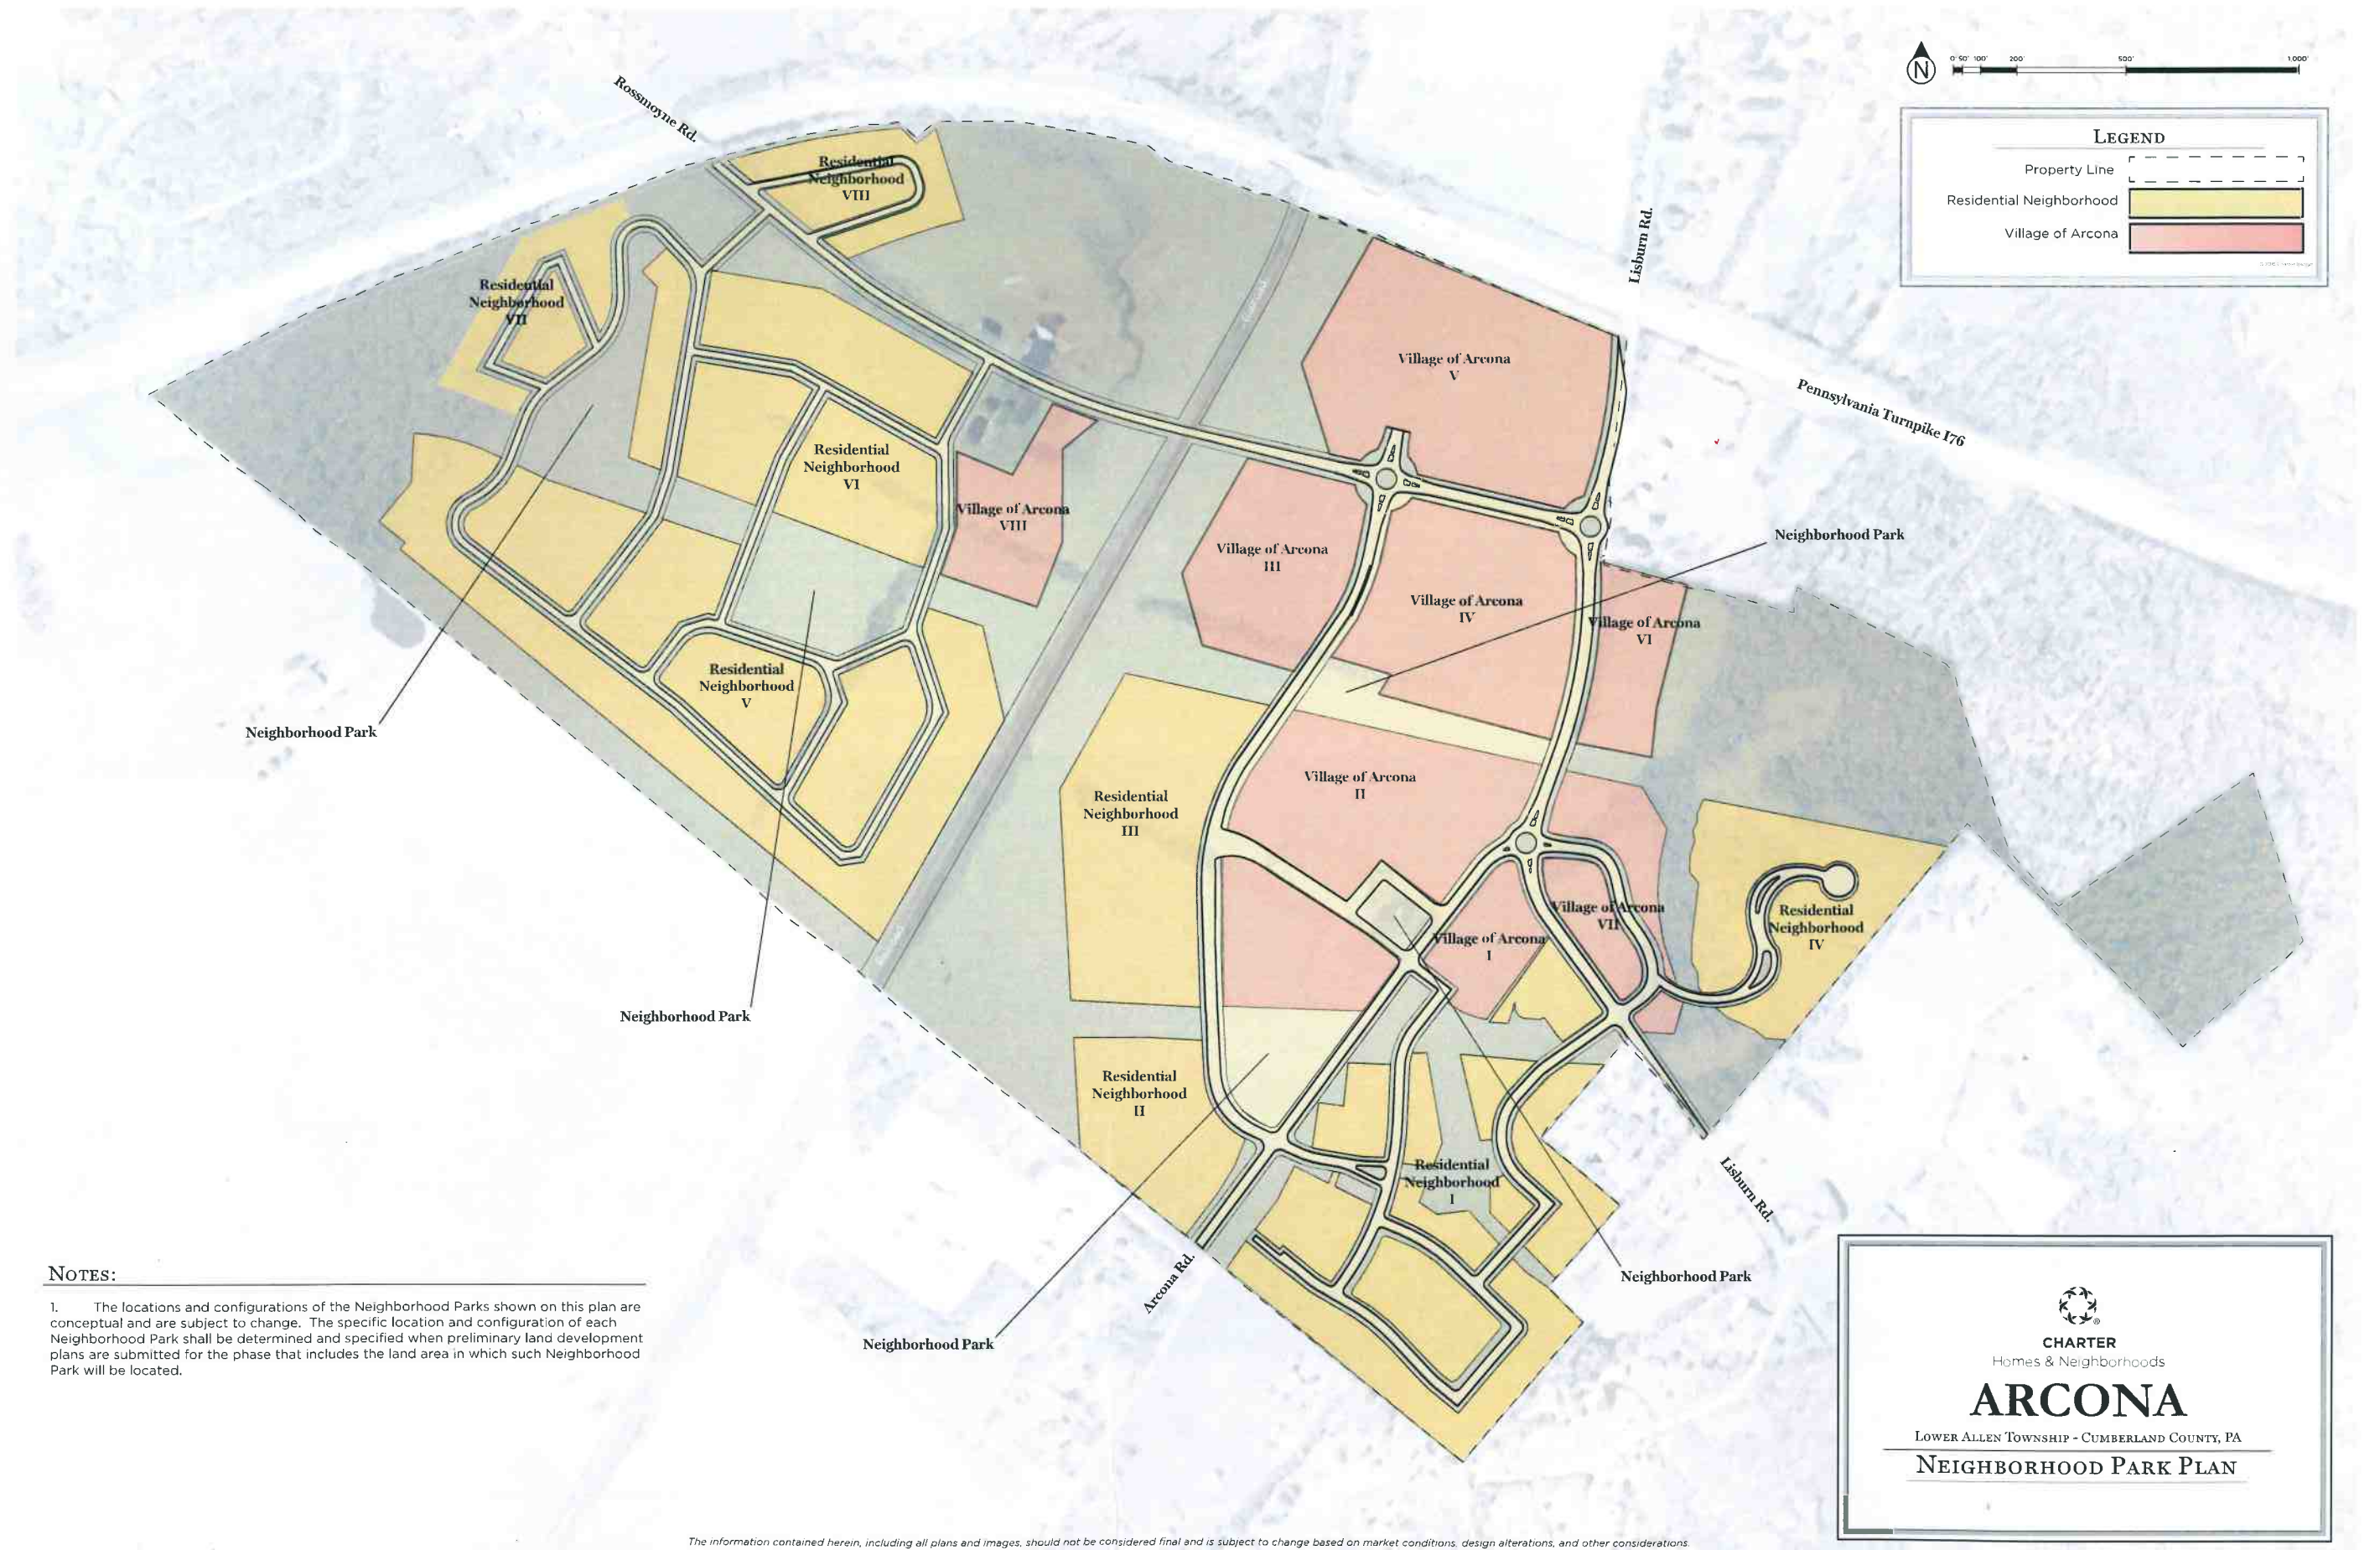 N
0' 50' 100' 200' 500' 1,000'
LEGEND
Property Line
Residential Neighborhood
Village of Arcona
Rossmoyne Rd.
Lisburn Rd.
Pennsylvania Turnpike I76
Residential
Neighborhood
VIII
Residential
Neighborhood
VII
Village of Arcona
V
Residential
Neighborhood
VI
Village of Arcona
VIII
Village of Arcona
III
Neighborhood Park
Village of Arcona
IV
Village of Arcona
VI
Residential
Neighborhood
V
Neighborhood Park
Village of Arcona
II
Residential
Neighborhood
III
Village of Arcona
VII
Residential
Neighborhood
IV
Village of Arcona
I
Neighborhood Park
Residential
Neighborhood
II
Residential
Neighborhood
I
Lisburn Rd.
Arcona Rd.
Neighborhood Park
Neighborhood Park
NOTES:
1. The locations and configurations of the Neighborhood Parks shown on this plan are
conceptual and are subject to change. The specific location and configuration of each
Neighborhood Park shall be determined and specified when preliminary land development
plans are submitted for the phase that includes the land area in which such Neighborhood
Park will be located.
CHARTER
Homes & Neighborhoods
ARCONA
LOWER ALLEN TOWNSHIP - CUMBERLAND COUNTY, PA
NEIGHBORHOOD PARK PLAN
The information contained herein, including all plans and images, should not be considered final and is subject to change based on market conditions, design alterations, and other considerations.